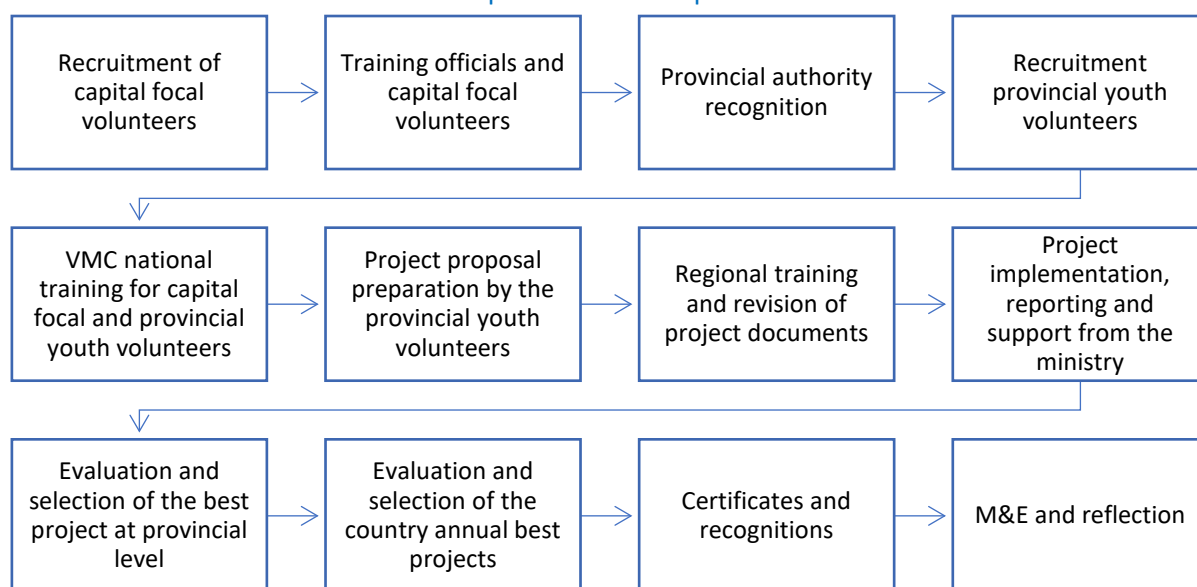 Recruitment of
capital focal
volunteers
Training officials and
capital focal
volunteers
Provincial authority
recognition
Recruitment
provincial youth
volunteers
VMC national
training for capital
focal and provincial
youth volunteers
Project proposal
preparation by the
provincial youth
volunteers
Regional training
and revision of
project documents
Project
implementation,
reporting and
support from the
ministry
Evaluation and
selection of the best
project at provincial
level
Evaluation and
selection of the
country annual best
projects
Certificates and
recognitions
M&E and reflection